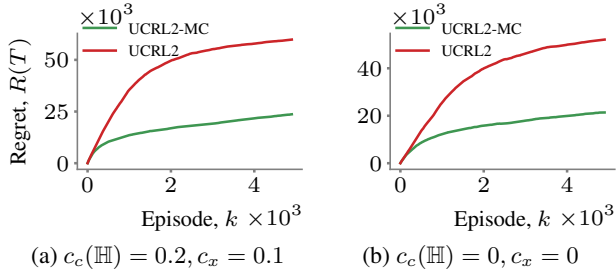 ×10³
UCRL2-MC
UCRL2
50
25
0
Regret, R(T)
0
2
4
Episode, k ×10³
(a) c_c(ℍ) = 0.2, c_x = 0.1
×10³
UCRL2-MC
UCRL2
40
20
0
0
2
4
Episode, k ×10³
(b) c_c(ℍ) = 0, c_x = 0